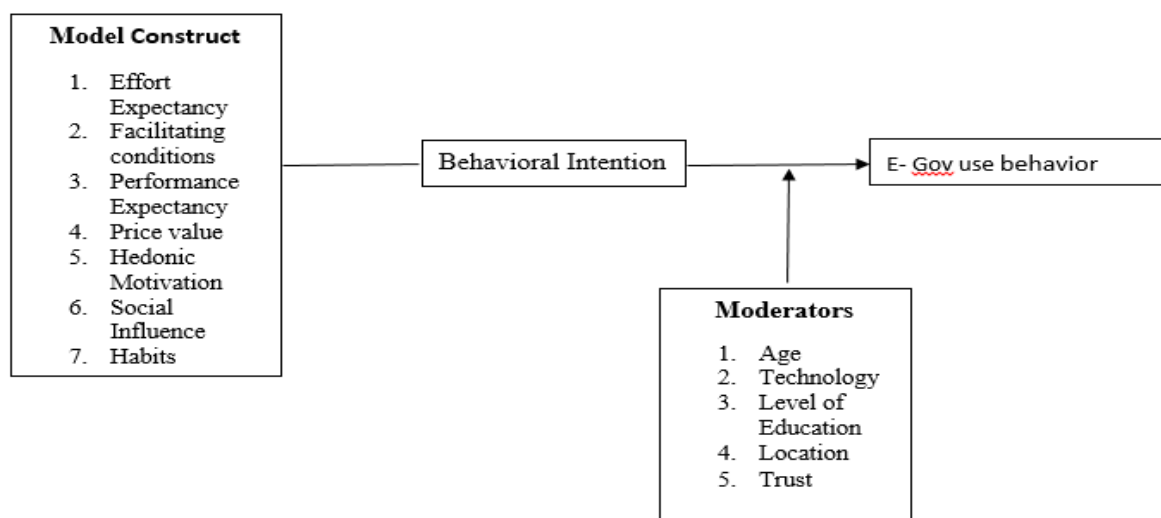 Model Construct
1. Effort
Expectancy
2. Facilitating
conditions
3. Performance
Expectancy
4. Price value
5. Hedonic
Motivation
6. Social
Influence
7. Habits
Behavioral Intention
E- Gov use behavior
Moderators
1. Age
2. Technology
3. Level of
Education
4. Location
5. Trust